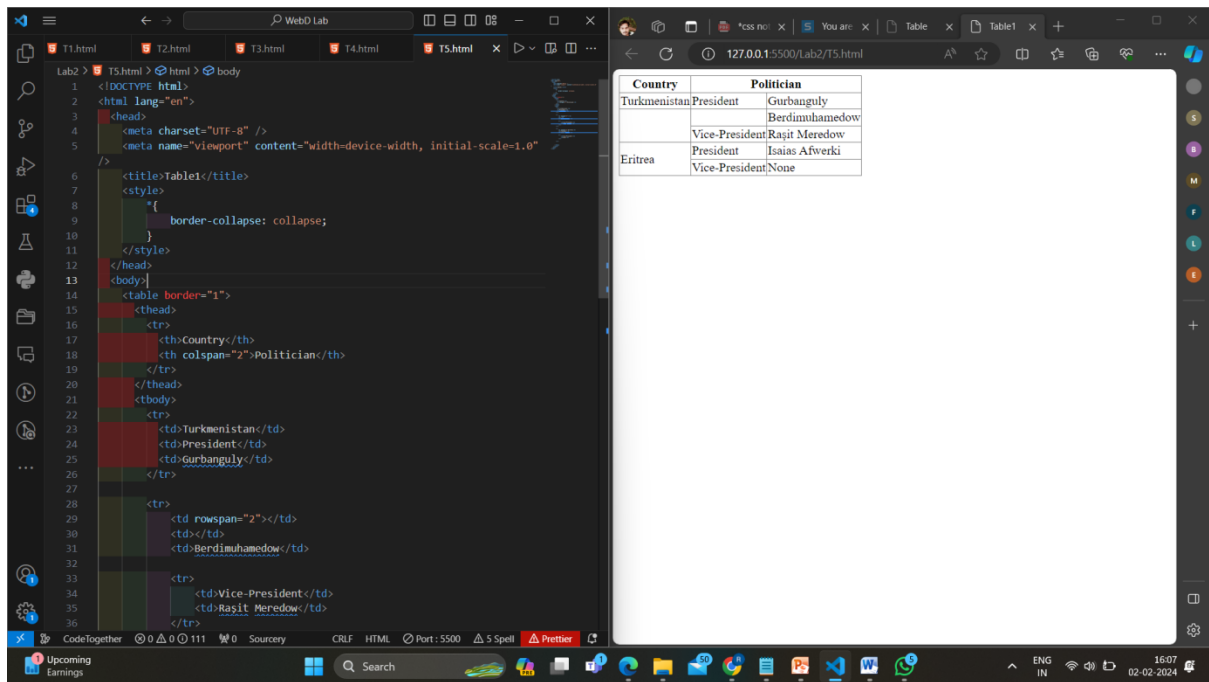 WebD Lab
T1.html T2.html T3.html T4.html T5.html
Lab2 > T5.html > html > body
1 <!DOCTYPE html>
2 <html lang="en">
3 <head>
4 <meta charset="UTF-8" />
5 <meta name="viewport" content="width=device-width, initial-scale=1.0"
/>
6 <title>Table1</title>
7 <style>
8 *{
9 border-collapse: collapse;
10 }
11 </style>
12 </head>
13 <body>
14 <table border="1">
15 <thead>
16 <tr>
17 <th>Country</th>
18 <th colspan="2">Politician</th>
19 </tr>
20 </thead>
21 <tbody>
22 <tr>
23 <td>Turkmenistan</td>
24 <td>President</td>
25 <td>Gurbanguly</td>
26 </tr>
27
28 <tr>
29 <td rowspan="2"></td>
30 <td></td>
31 <td>Berdimuhamedow</td>
32
33 <tr>
34 <td>Vice-President</td>
35 <td>Raşit Meredow</td>
36 </tr>
CodeTogether 0 0 111 0 Sourcery CRLF HTML Port : 5500 5 Spell Prettier
*css not You are Table Table1
127.0.0.1:5500/Lab2/T5.html
Country Politician
Turkmenistan President Gurbanguly
Berdimuhamedow
Vice-President Raşit Meredow
Eritrea President Isaias Afwerki
Vice-President None
S
B
M
F
L
E
Upcoming
Earnings
Search
ENG
IN
16:07
02-02-2024